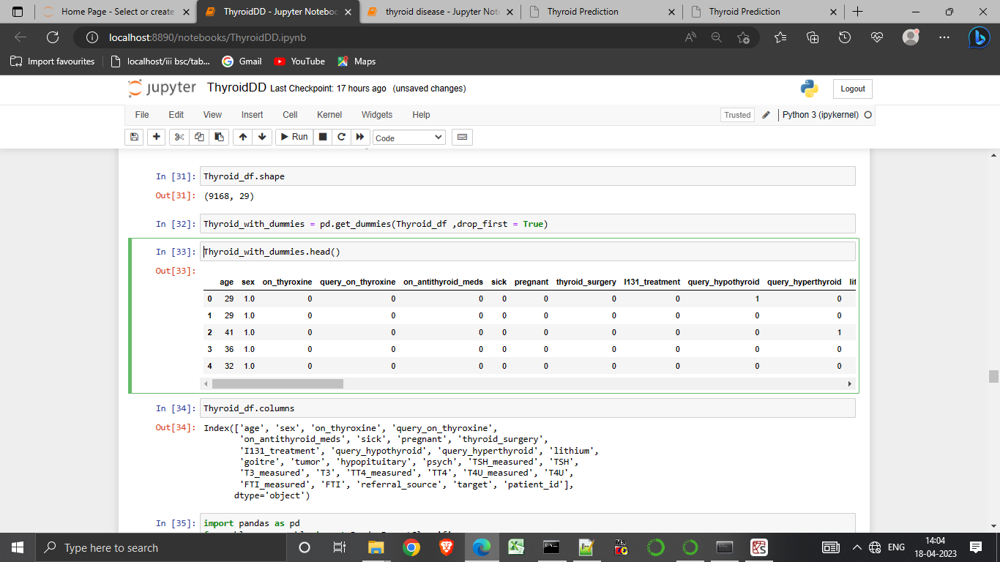 Home Page - Select or create
ThyroidDD - Jupyter Notebook
thyroid disease - Jupyter Note
Thyroid Prediction
Thyroid Prediction
localhost:8890/notebooks/ThyroidDD.ipynb
Import favourites
localhost/iii bsc/tab...
Gmail
YouTube
Maps
jupyter ThyroidDD Last Checkpoint: 17 hours ago (unsaved changes)
Logout
File Edit View Insert Cell Kernel Widgets Help
Trusted
Python 3 (ipykernel)
Run
Code
In [31]: Thyroid_df.shape
Out[31]: (9168, 29)
In [32]: Thyroid_with_dummies = pd.get_dummies(Thyroid_df ,drop_first = True)
In [33]: Thyroid_with_dummies.head()
Out[33]:
age sex on_thyroxine query_on_thyroxine on_antithyroid_meds sick pregnant thyroid_surgery I131_treatment query_hypothyroid query_hyperthyroid lit
0 29 1.0 0 0 0 0 0 0 0 1 0
1 29 1.0 0 0 0 0 0 0 0 0 0
2 41 1.0 0 0 0 0 0 0 0 0 1
3 36 1.0 0 0 0 0 0 0 0 0 0
4 32 1.0 0 0 0 0 0 0 0 0 0
In [34]: Thyroid_df.columns
Out[34]: Index(['age', 'sex', 'on_thyroxine', 'query_on_thyroxine',
'on_antithyroid_meds', 'sick', 'pregnant', 'thyroid_surgery',
'I131_treatment', 'query_hypothyroid', 'query_hyperthyroid', 'lithium',
'goitre', 'tumor', 'hypopituitary', 'psych', 'TSH_measured', 'TSH',
'T3_measured', 'T3', 'TT4_measured', 'TT4', 'T4U_measured', 'T4U',
'FTI_measured', 'FTI', 'referral_source', 'target', 'patient_id'],
dtype='object')
In [35]: import pandas as pd
Type here to search
ENG
14:04
18-04-2023